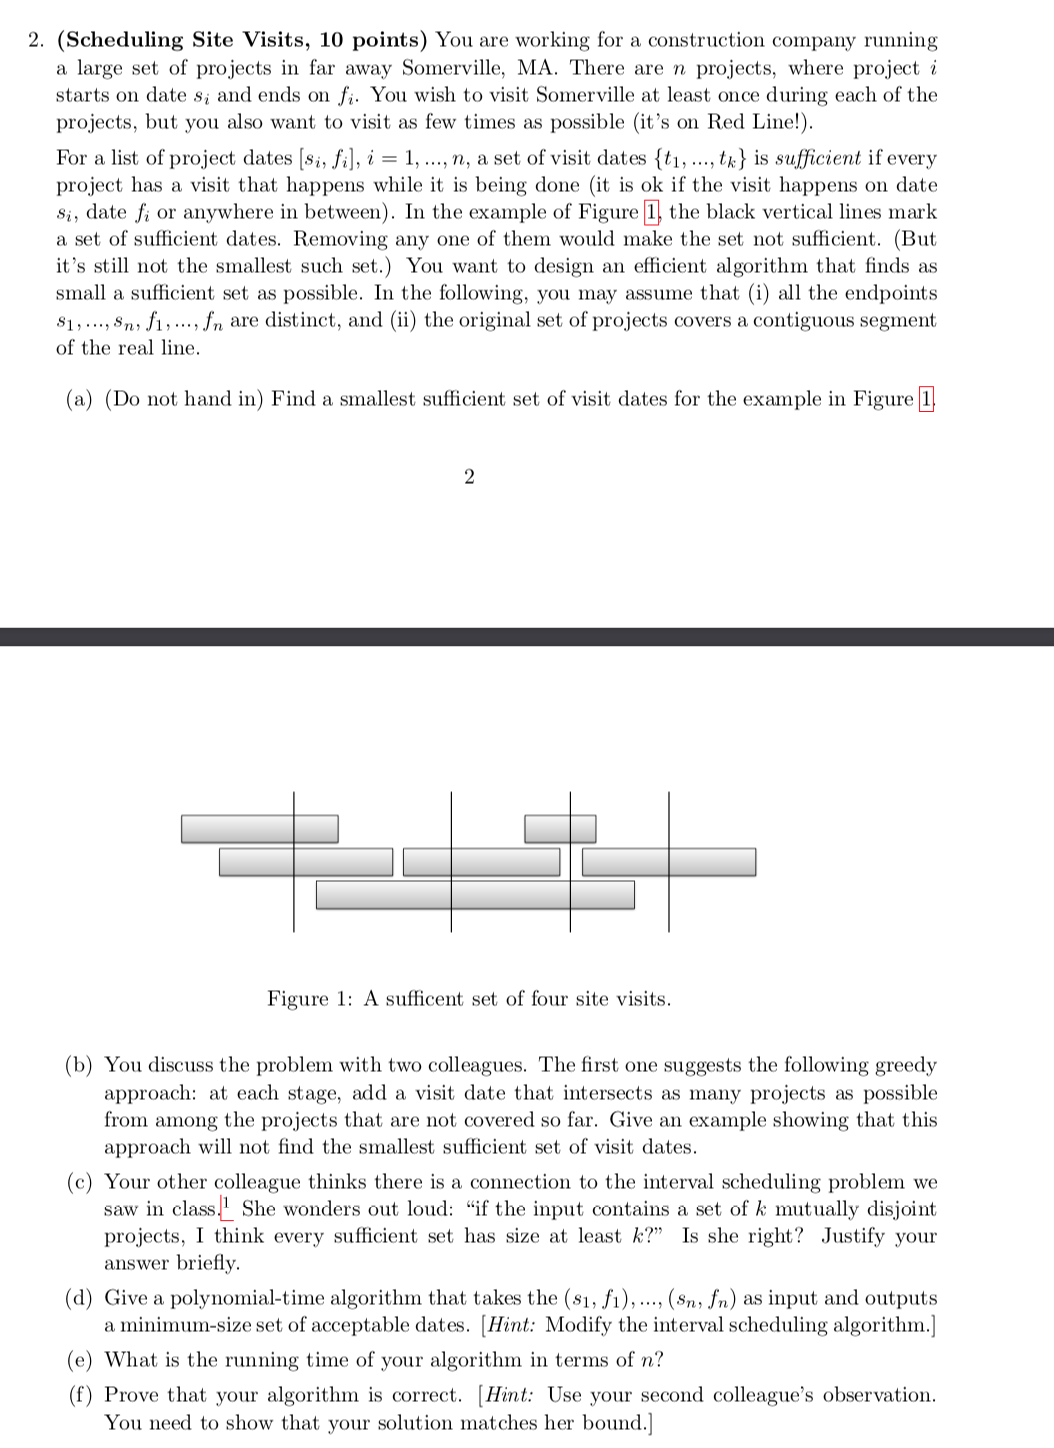 2. (Scheduling Site Visits, 10 points) You are working for a construction company running
a large set of projects in far away Somerville, MA. There are n projects, where project i
starts on date sᵢ and ends on fᵢ. You wish to visit Somerville at least once during each of the
projects, but you also want to visit as few times as possible (it's on Red Line!).
For a list of project dates [sᵢ, fᵢ], i = 1, ..., n, a set of visit dates {t₁, ..., tₖ} is sufficient if every
project has a visit that happens while it is being done (it is ok if the visit happens on date
sᵢ, date fᵢ or anywhere in between). In the example of Figure 1, the black vertical lines mark
a set of sufficient dates. Removing any one of them would make the set not sufficient. (But
it's still not the smallest such set.) You want to design an efficient algorithm that finds as
small a sufficient set as possible. In the following, you may assume that (i) all the endpoints
s₁, ..., sₙ, f₁, ..., fₙ are distinct, and (ii) the original set of projects covers a contiguous segment
of the real line.
(a) (Do not hand in) Find a smallest sufficient set of visit dates for the example in Figure 1.
2
Figure 1: A sufficent set of four site visits.
(b) You discuss the problem with two colleagues. The first one suggests the following greedy
approach: at each stage, add a visit date that intersects as many projects as possible
from among the projects that are not covered so far. Give an example showing that this
approach will not find the smallest sufficient set of visit dates.
(c) Your other colleague thinks there is a connection to the interval scheduling problem we
saw in class.¹ She wonders out loud: "if the input contains a set of k mutually disjoint
projects, I think every sufficient set has size at least k?" Is she right? Justify your
answer briefly.
(d) Give a polynomial-time algorithm that takes the (s₁, f₁), ..., (sₙ, fₙ) as input and outputs
a minimum-size set of acceptable dates. [Hint: Modify the interval scheduling algorithm.]
(e) What is the running time of your algorithm in terms of n?
(f) Prove that your algorithm is correct. [Hint: Use your second colleague's observation.
You need to show that your solution matches her bound.]